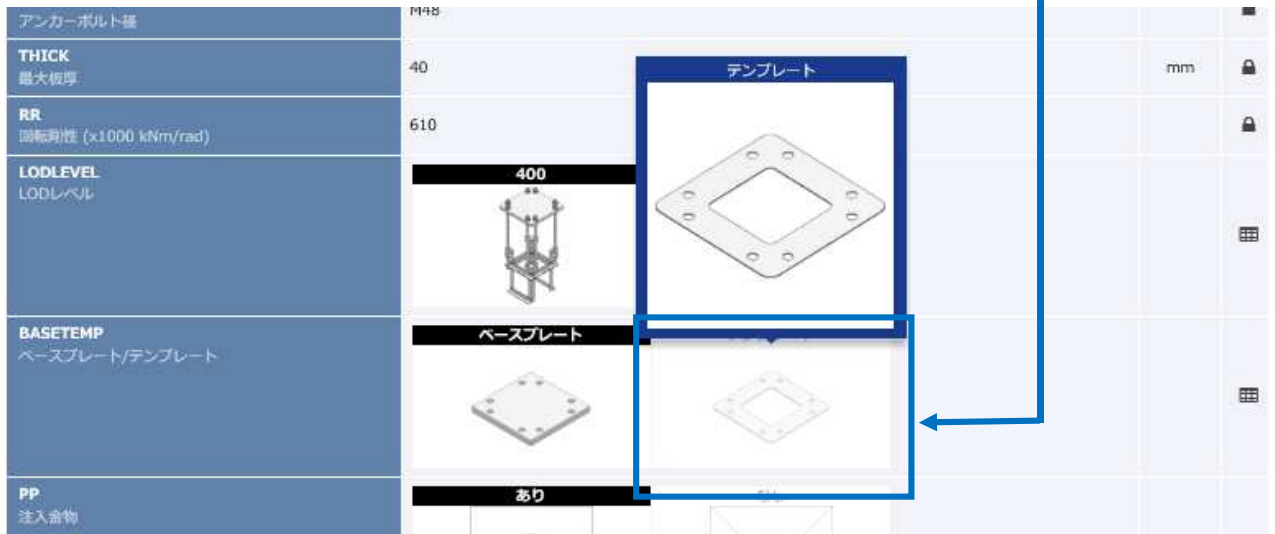 M48
アンカーボルト径
THICK
最大板厚
40
mm
テンプレート
RR
回転剛性 (x1000 kNm/rad)
610
LODLEVEL
LODレベル
400
BASETEMP
ベースプレート/テンプレート
ベースプレート
PP
注入金物
あり